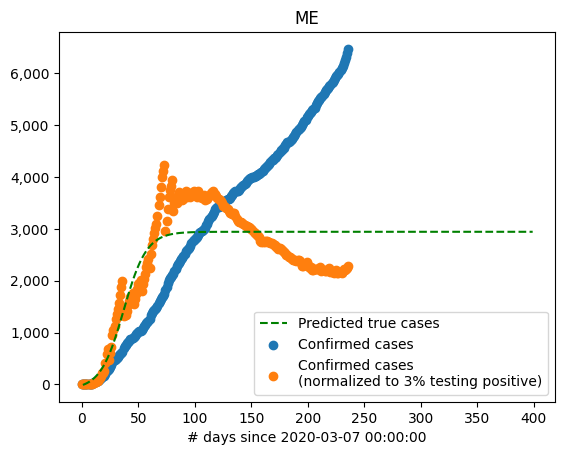 ME
6,000
5,000
4,000
3,000
2,000
1,000
0
Predicted true cases
Confirmed cases
Confirmed cases
(normalized to 3% testing positive)
0 50 100 150 200 250 300 350 400
# days since 2020-03-07 00:00:00